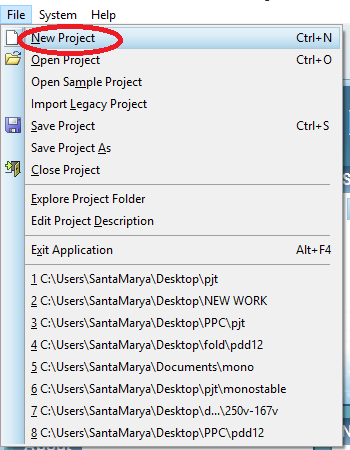 File System Help
New Project Ctrl+N
Open Project Ctrl+O
Open Sample Project
Import Legacy Project
Save Project Ctrl+S
Save Project As
Close Project
Explore Project Folder
Edit Project Description
Exit Application Alt+F4
1 C:\Users\SantaMarya\Desktop\pjt
2 C:\Users\SantaMarya\Desktop\NEW WORK
3 C:\Users\SantaMarya\Desktop\PPC\pjt
4 C:\Users\SantaMarya\Desktop\fold\pdd12
5 C:\Users\SantaMarya\Documents\mono
6 C:\Users\SantaMarya\pjt\monostable
7 C:\Users\SantaMarya\Desktop\d...\250v-167v
8 C:\Users\SantaMarya\Desktop\PPC\pdd12